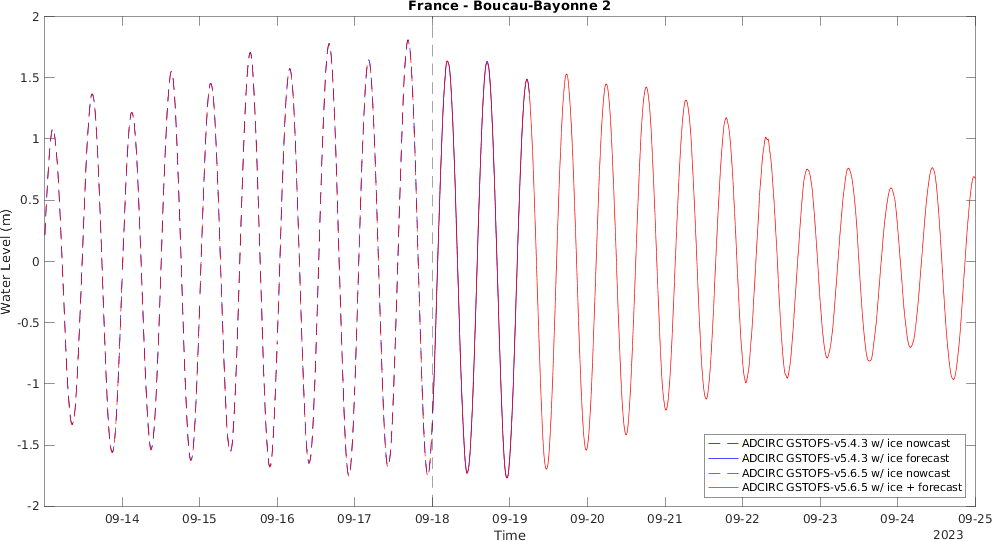 France - Boucau-Bayonne 2
2
1.5
1
0.5
0
-0.5
-1
-1.5
-2
Water Level (m)
ADCIRC GSTOFS-v5.4.3 w/ ice nowcast
ADCIRC GSTOFS-v5.4.3 w/ ice forecast
ADCIRC GSTOFS-v5.6.5 w/ ice nowcast
ADCIRC GSTOFS-v5.6.5 w/ ice + forecast
09-14 09-15 09-16 09-17 09-18 09-19 09-20 09-21 09-22 09-23 09-24 09-25
Time
2023